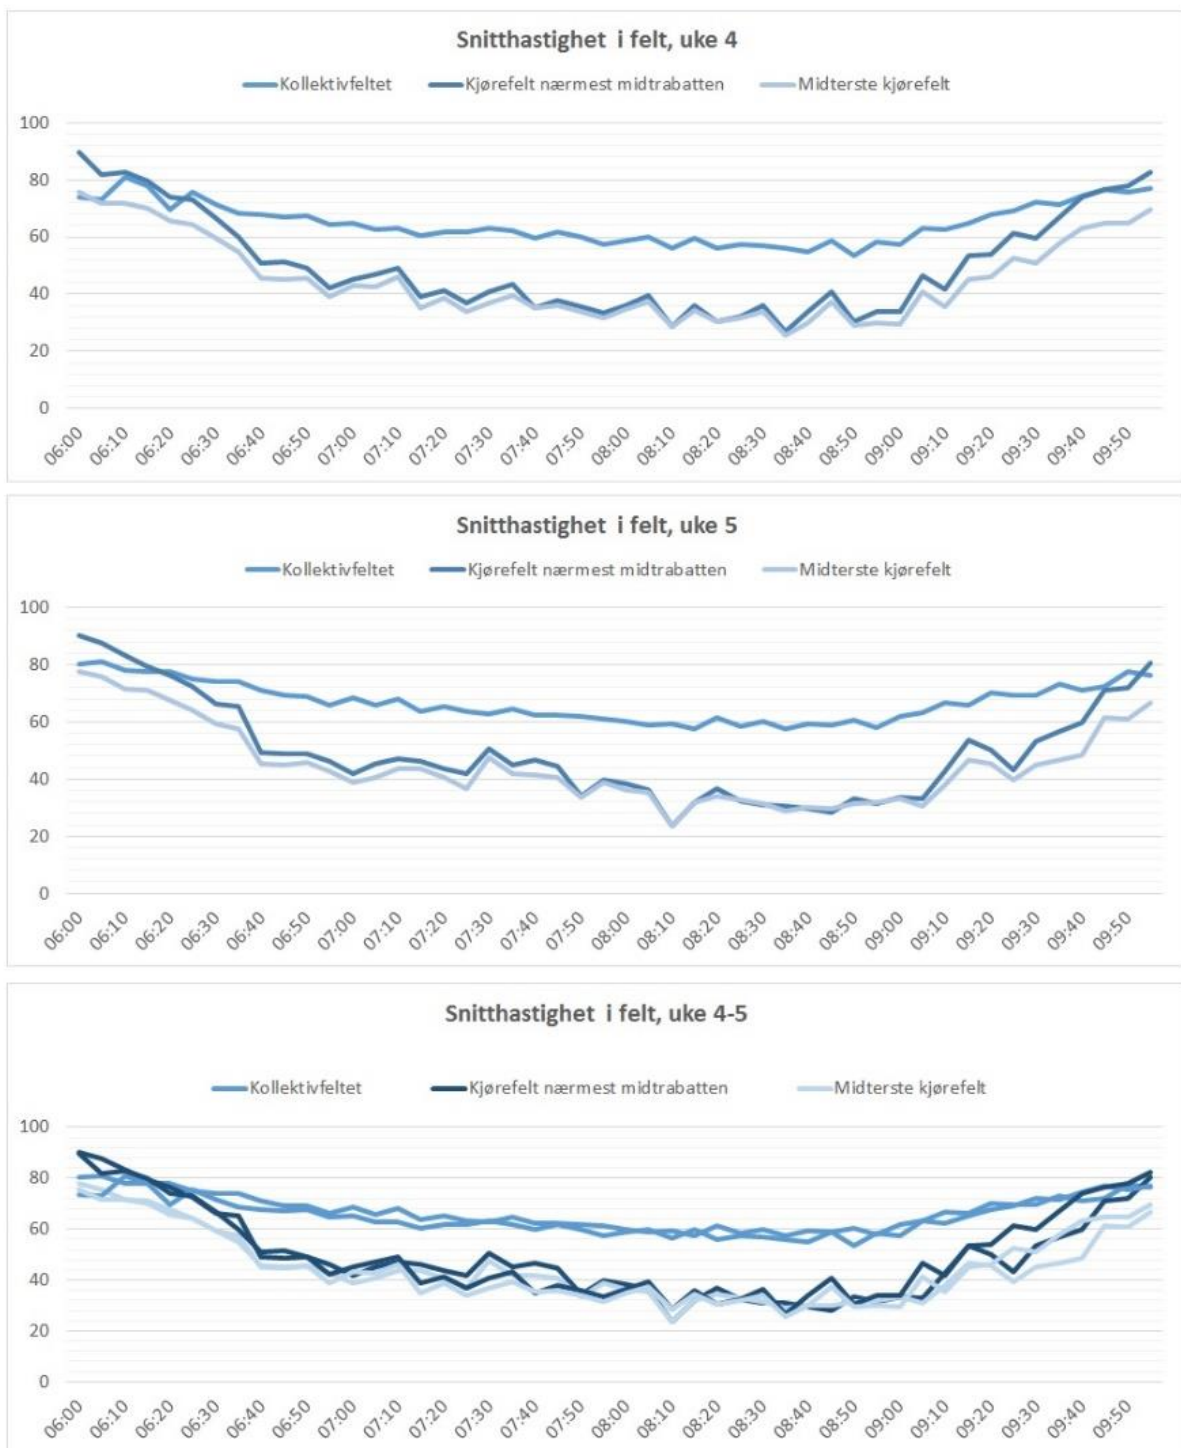 Snitthastighet i felt, uke 4
Kollektivfeltet Kjørefelt nærmest midtrabatten Midterste kjørefelt
100
80
60
40
20
0
06:00 06:10 06:20 06:30 06:40 06:50 07:00 07:10 07:20 07:30 07:40 07:50 08:00 08:10 08:20 08:30 08:40 08:50 09:00 09:10 09:20 09:30 09:40 09:50
Snitthastighet i felt, uke 5
Kollektivfeltet Kjørefelt nærmest midtrabatten Midterste kjørefelt
100
80
60
40
20
0
06:00 06:10 06:20 06:30 06:40 06:50 07:00 07:10 07:20 07:30 07:40 07:50 08:00 08:10 08:20 08:30 08:40 08:50 09:00 09:10 09:20 09:30 09:40 09:50
Snitthastighet i felt, uke 4-5
Kollektivfeltet Kjørefelt nærmest midtrabatten Midterste kjørefelt
100
80
60
40
20
0
06:00 06:10 06:20 06:30 06:40 06:50 07:00 07:10 07:20 07:30 07:40 07:50 08:00 08:10 08:20 08:30 08:40 08:50 09:00 09:10 09:20 09:30 09:40 09:50